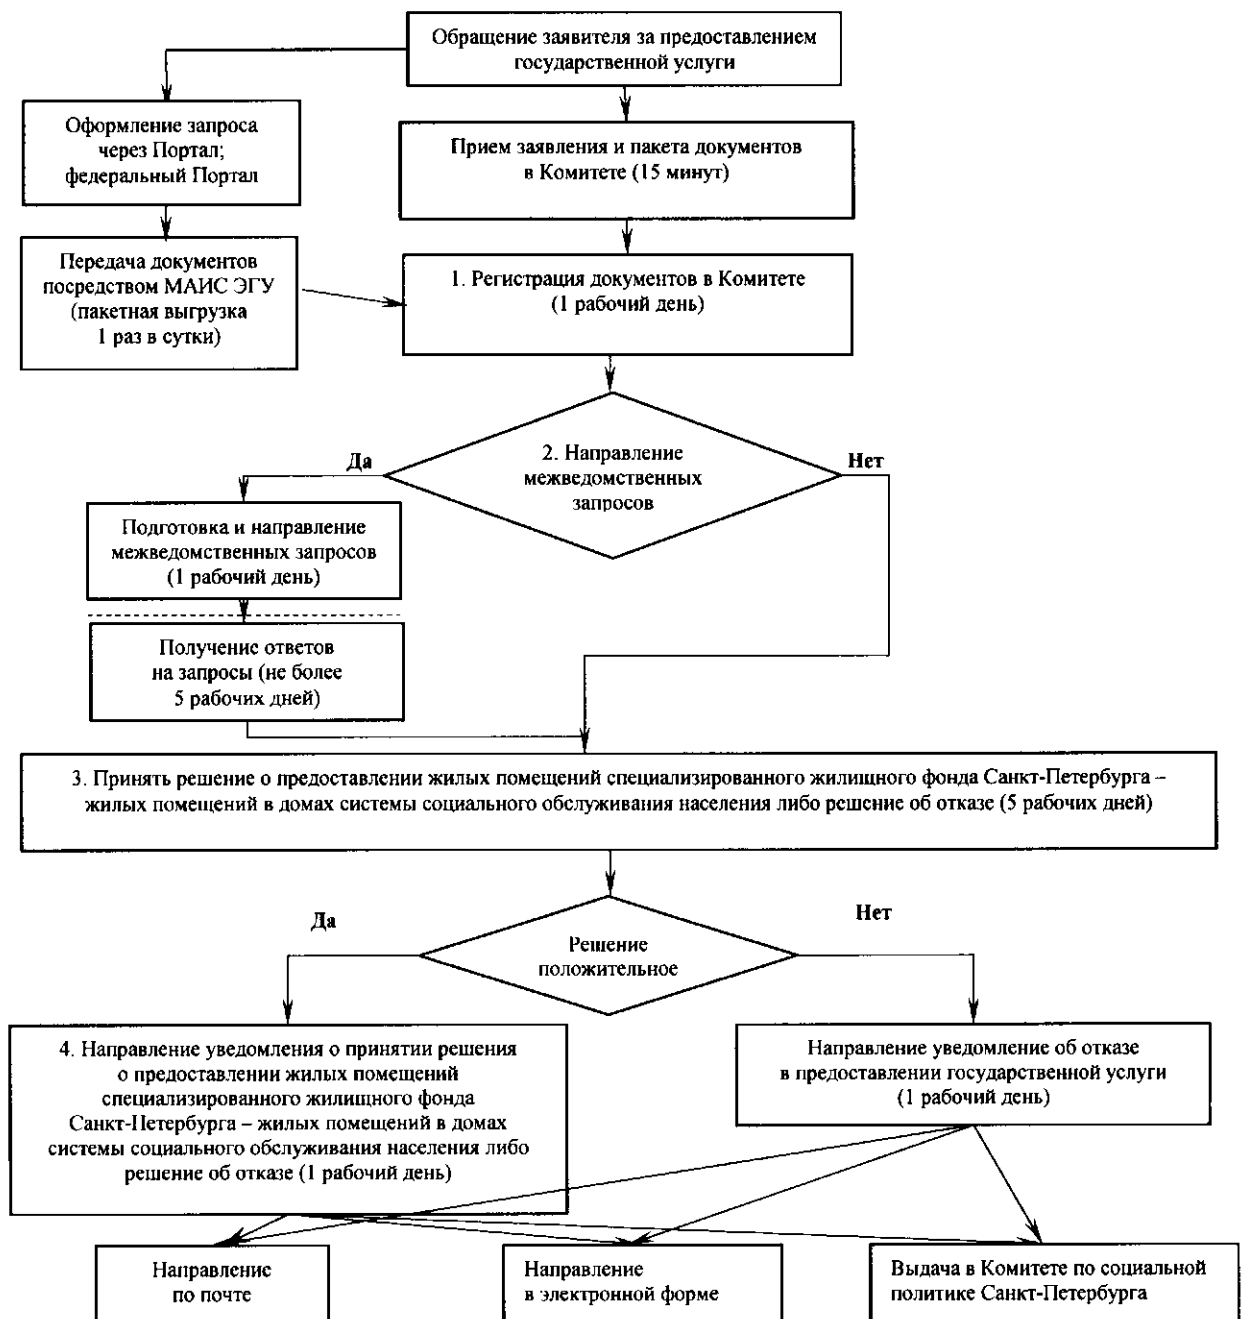 Обращение заявителя за предоставлением
государственной услуги
Оформление запроса
через Портал;
федеральный Портал
Прием заявления и пакета документов
в Комитете (15 минут)
Передача документов
посредством МАИС ЭГУ
(пакетная выгрузка
1 раз в сутки)
1. Регистрация документов в Комитете
(1 рабочий день)
2. Направление
межведомственных
запросов
Да
Нет
Подготовка и направление
межведомственных запросов
(1 рабочий день)
Получение ответов
на запросы (не более
5 рабочих дней)
3. Принять решение о предоставлении жилых помещений специализированного жилищного фонда Санкт-Петербурга –
жилых помещений в домах системы социального обслуживания населения либо решение об отказе (5 рабочих дней)
Да
Нет
Решение
положительное
4. Направление уведомления о принятии решения
о предоставлении жилых помещений
специализированного жилищного фонда
Санкт-Петербурга – жилых помещений в домах
системы социального обслуживания населения либо
решение об отказе (1 рабочий день)
Направление уведомление об отказе
в предоставлении государственной услуги
(1 рабочий день)
Направление
по почте
Направление
в электронной форме
Выдача в Комитете по социальной
политике Санкт-Петербурга